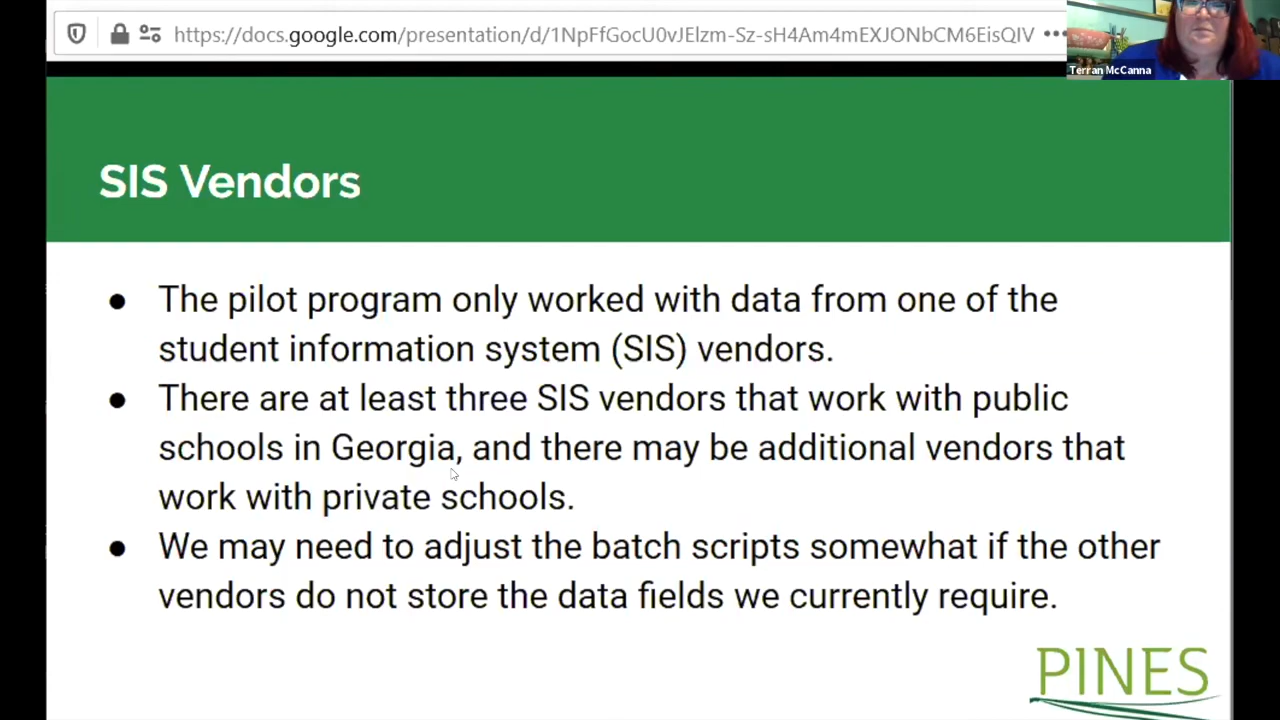 https://docs.google.com/presentation/d/1NpFfGocU0vJElzm-Sz-sH4Am4mEXJONbCM6EisQIV
Terran McCanna
SIS Vendors
● The pilot program only worked with data from one of the
student information system (SIS) vendors.
● There are at least three SIS vendors that work with public
schools in Georgia, and there may be additional vendors that
work with private schools.
● We may need to adjust the batch scripts somewhat if the other
vendors do not store the data fields we currently require.
PINES